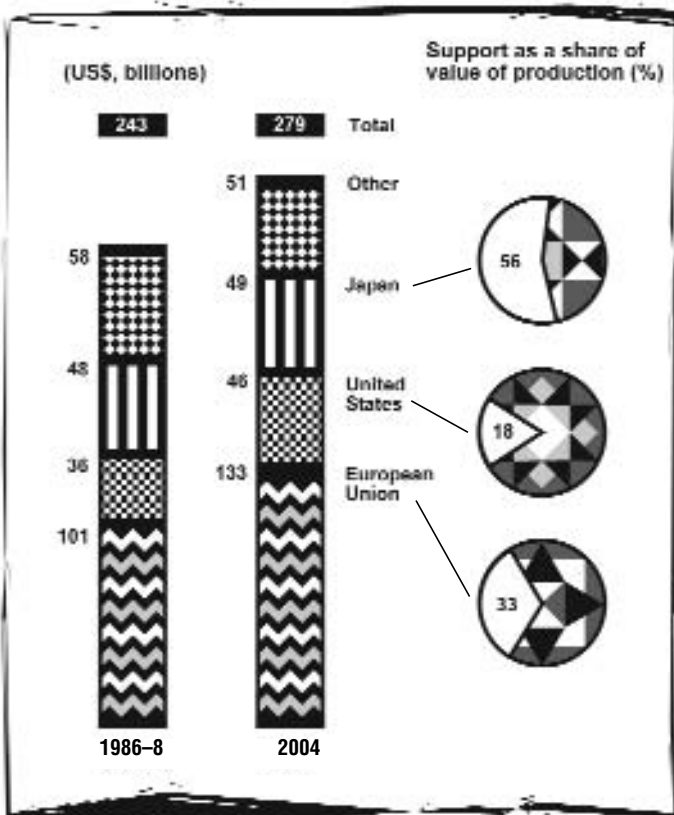 (US$, billions)
Support as a share of
value of production (%)
243
279
Total
51
Other
58
49
Japan
56
48
46
United
States
18
36
133
European
Union
101
33
1986–8
2004